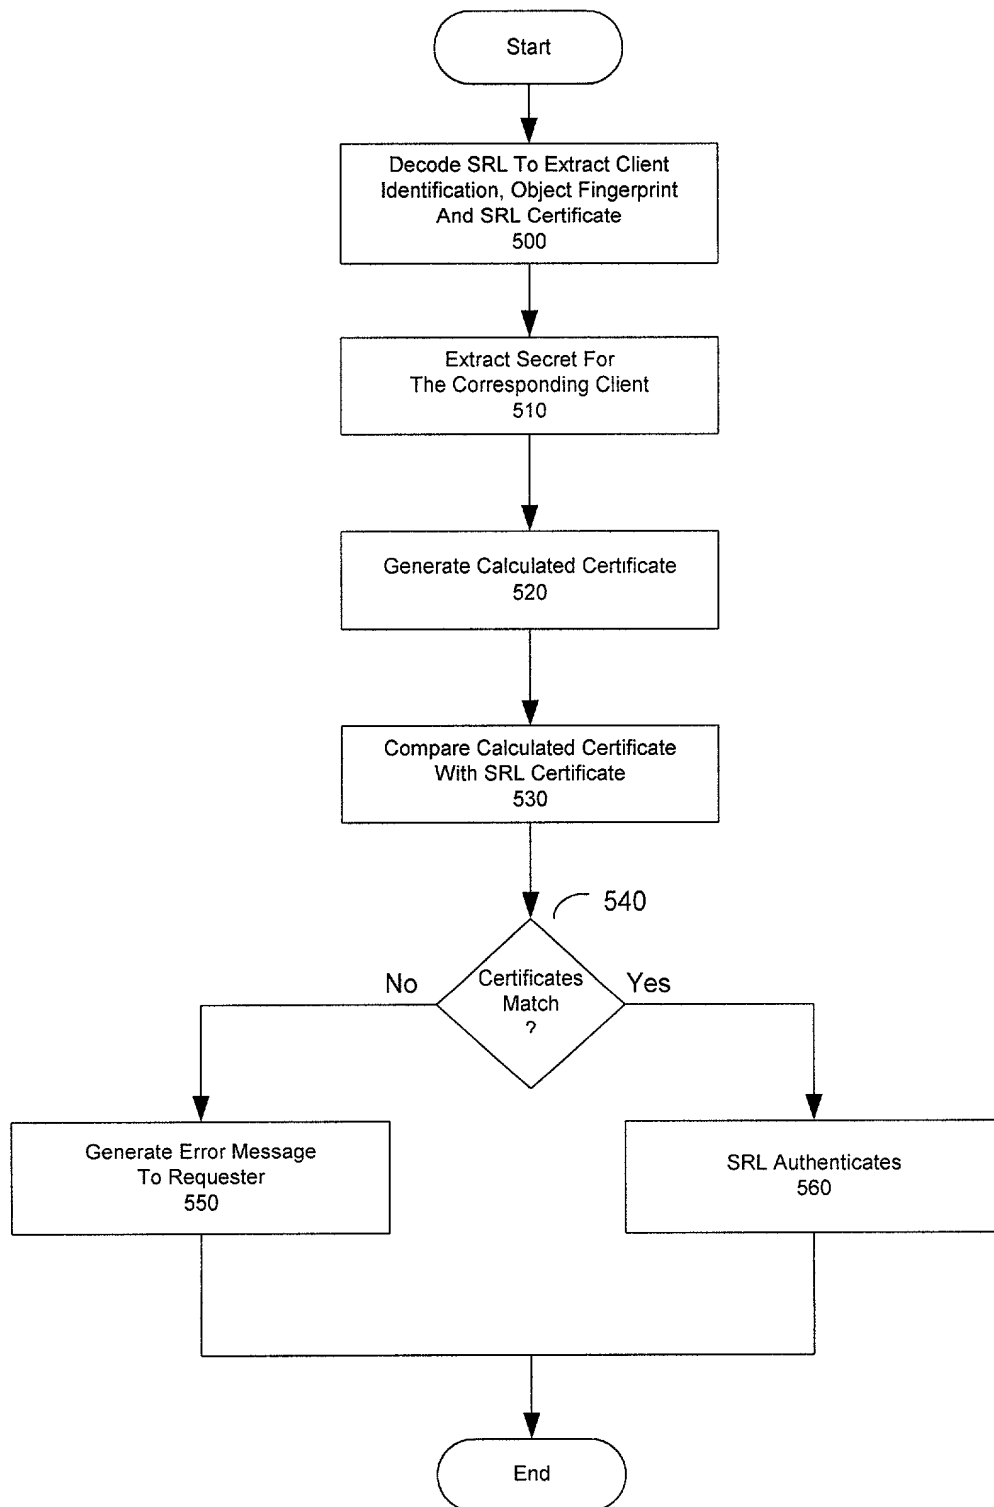 Start
Decode SRL To Extract Client
Identification, Object Fingerprint
And SRL Certificate
500
Extract Secret For
The Corresponding Client
510
Generate Calculated Certificate
520
Compare Calculated Certificate
With SRL Certificate
530
540
No
Certificates
Match
?
Yes
Generate Error Message
To Requester
550
SRL Authenticates
560
End